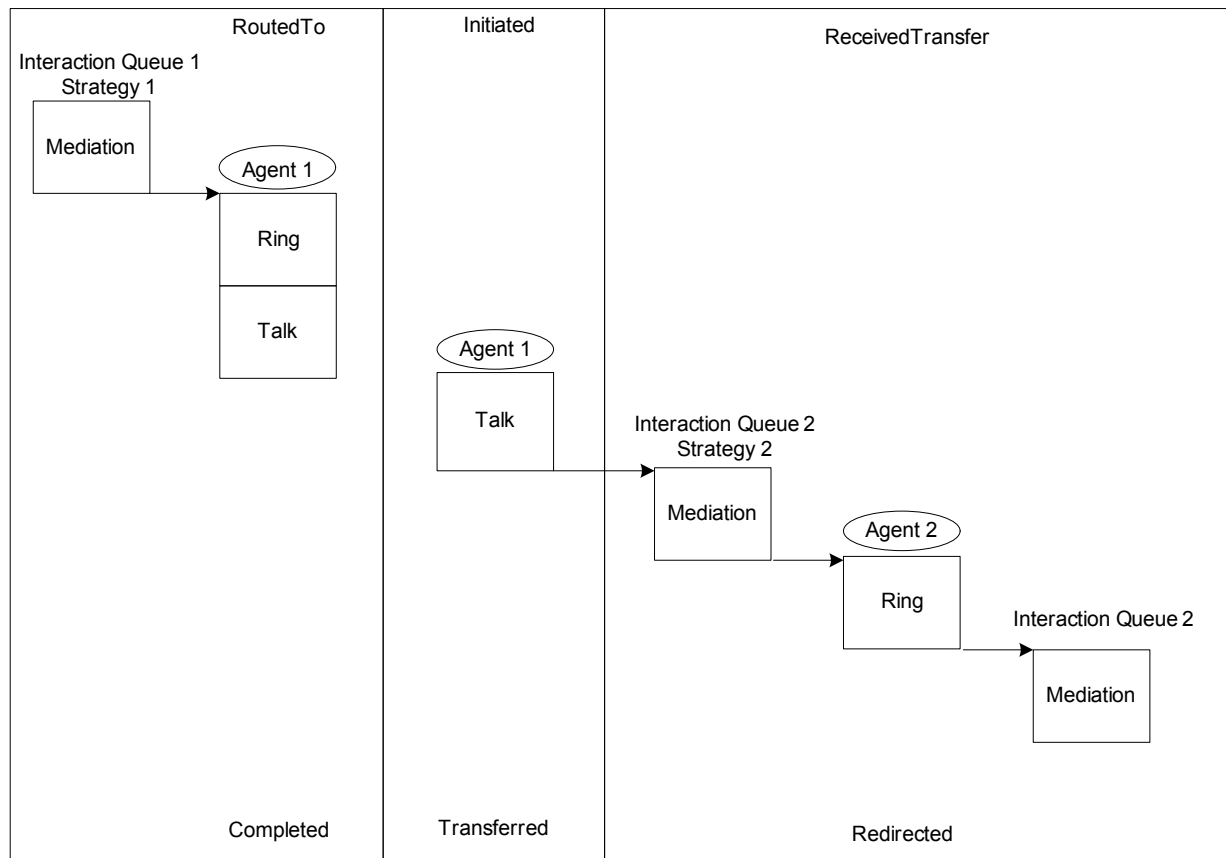 RoutedTo
Initiated
ReceivedTransfer
Interaction Queue 1
Strategy 1
Mediation
Agent 1
Ring
Talk
Agent 1
Talk
Interaction Queue 2
Strategy 2
Mediation
Agent 2
Ring
Interaction Queue 2
Mediation
Completed
Transferred
Redirected